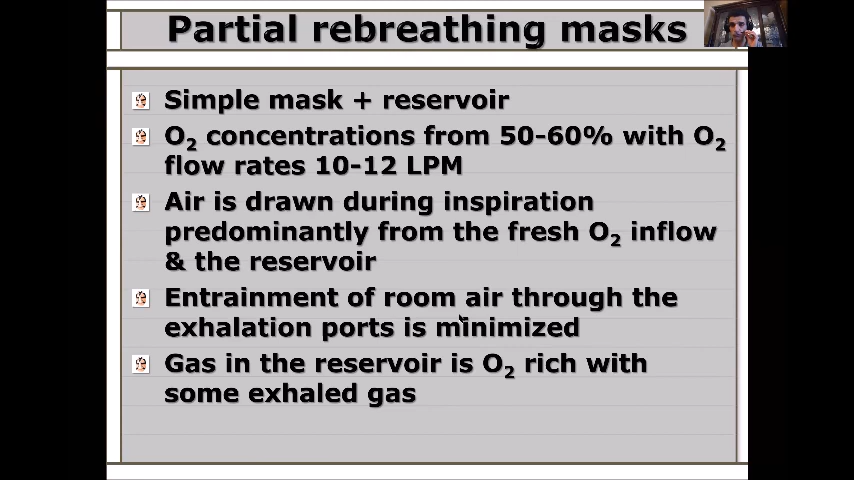 Partial rebreathing masks
Simple mask + reservoir
O₂ concentrations from 50-60% with O₂
flow rates 10-12 LPM
Air is drawn during inspiration
predominantly from the fresh O₂ inflow
& the reservoir
Entrainment of room air through the
exhalation ports is minimized
Gas in the reservoir is O₂ rich with
some exhaled gas